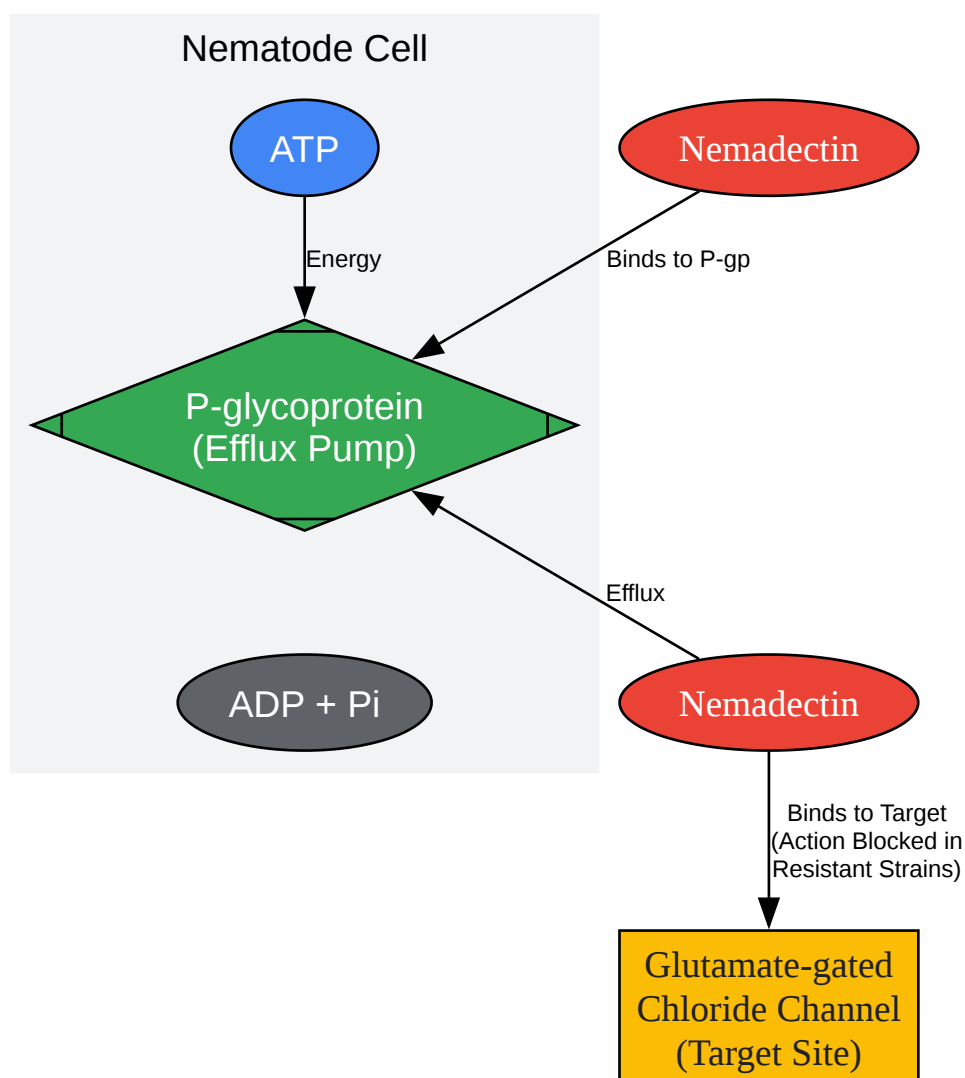 Nematode Cell
ATP
Nemadectin
Energy
Binds to P-gp
P-glycoprotein
(Efflux Pump)
Efflux
ADP + Pi
Nemadectin
Binds to Target
(Action Blocked in
Resistant Strains)
Glutamate-gated
Chloride Channel
(Target Site)